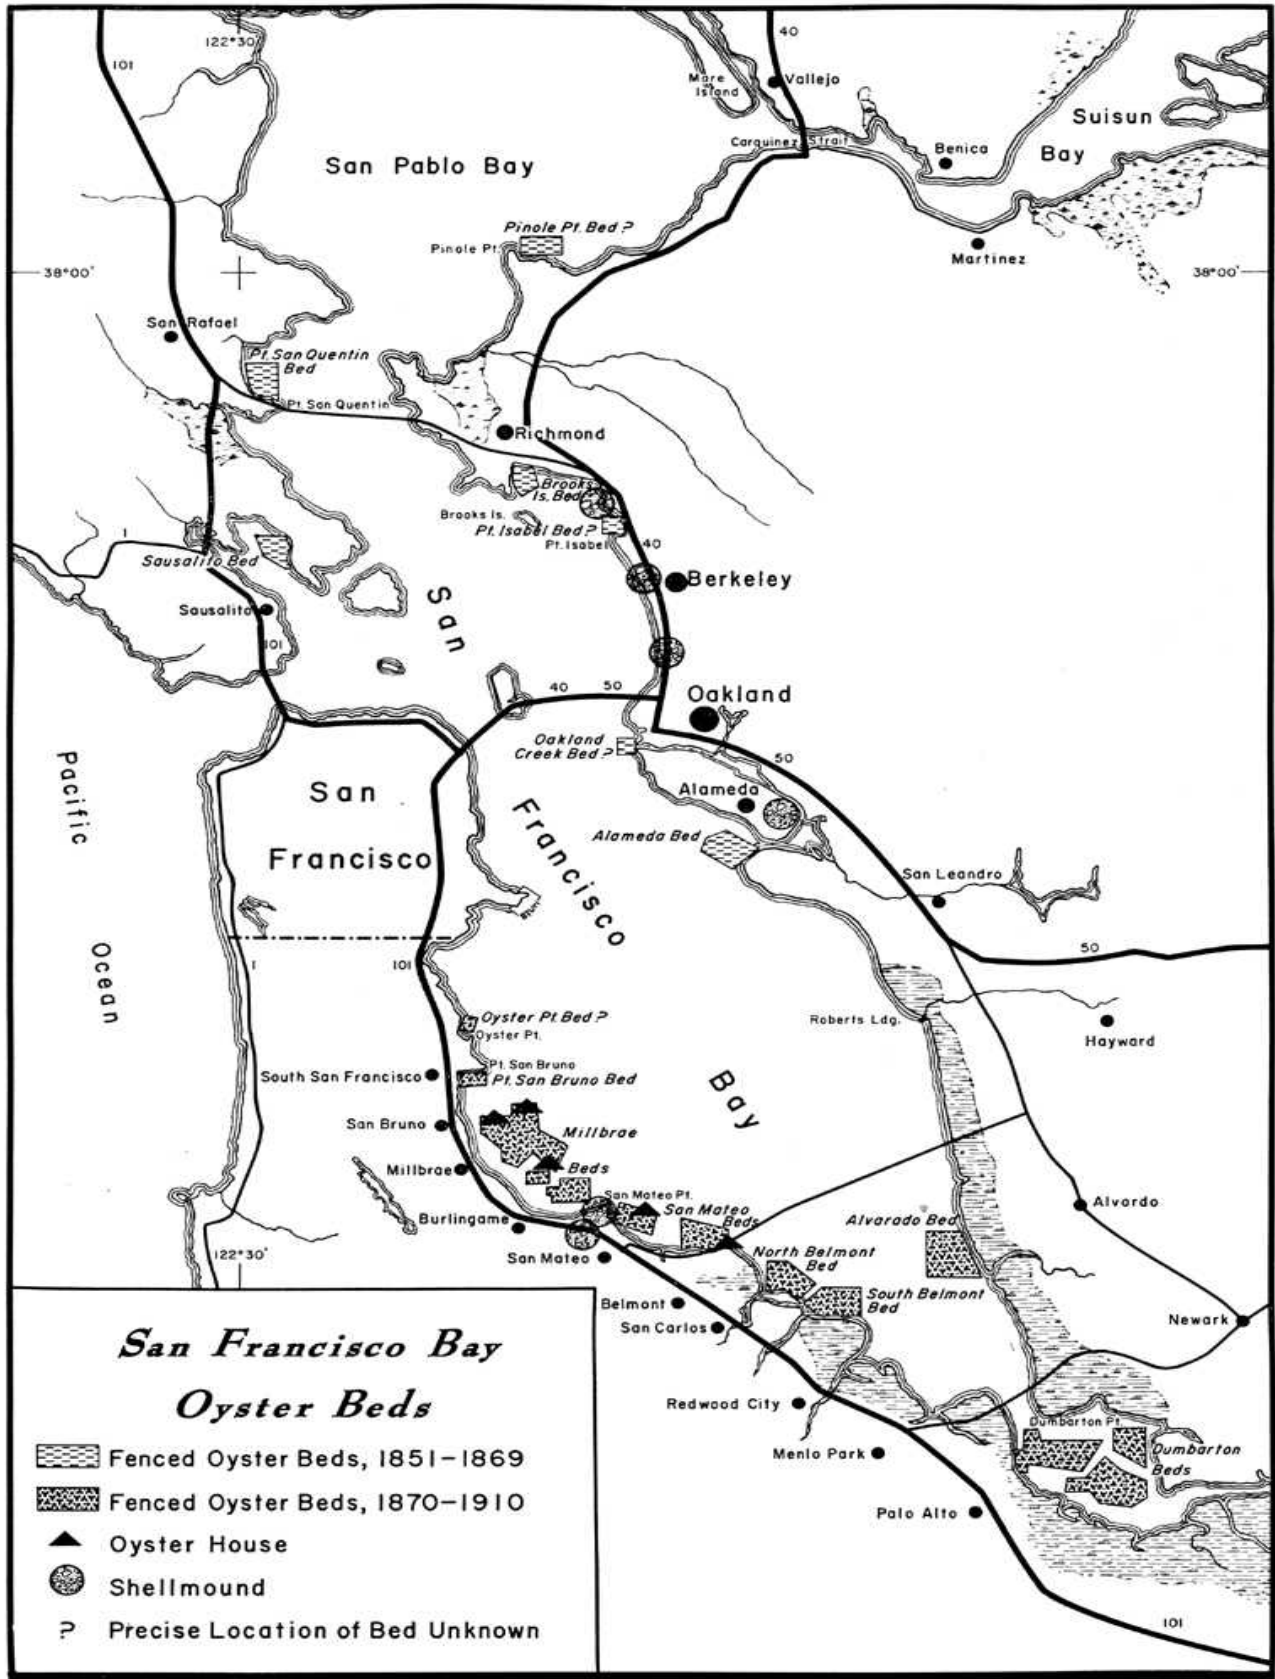 40
122°30'
101
Mare
Island
Vallejo
Suisun
Bay
Carquinez Strait
Benica
San Pablo Bay
Pinole Pt. Bed ?
Pinole Pt.
Martinez
38°00'
38°00'
San Rafael
Pt. San Quentin
Bed
Pt. San Quentin
Richmond
Brooks
Is. Bed
Brooks Is.
Pt. Isabel Bed ?
Pt. Isabel
40
1
Sausalito Bed
Berkeley
Sausalito
101
San
Francisco
Bay
40
50
Oakland
Oakland
Creek Bed ?
50
Pacific
Ocean
San
Francisco
Alameda
Alameda Bed
San Leandro
50
1
101
Roberts Ldg.
Hayward
Oyster Pt. Bed ?
Oyster Pt.
Pt. San Bruno
South San Francisco
Pt. San Bruno Bed
San Bruno
Millbrae
Beds
Millbrae
San Mateo Pt.
San Mateo
Beds
Burlingame
Alvarado Bed
Alvardo
122°30'
San Mateo
North Belmont
Bed
South Belmont
Bed
Belmont
San Carlos
Newark
Redwood City
Dumbarton Pt.
Dumbarton
Beds
Menlo Park
Palo Alto
101
San Francisco Bay
Oyster Beds
Fenced Oyster Beds, 1851-1869
Fenced Oyster Beds, 1870-1910
Oyster House
Shellmound
? Precise Location of Bed Unknown